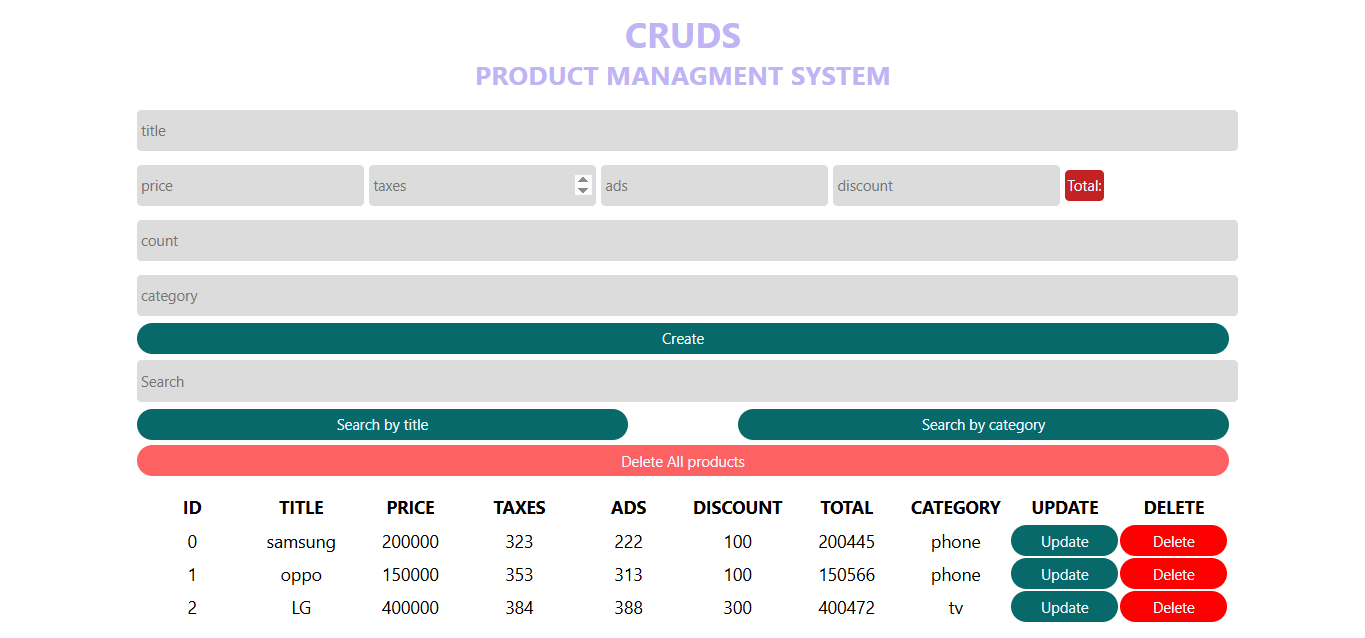 CRUDS
PRODUCT MANAGMENT SYSTEM
title
price taxes ads discount Total:
count
category
Create
Search
Search by title Search by category
Delete All products
ID TITLE PRICE TAXES ADS DISCOUNT TOTAL CATEGORY UPDATE DELETE
0 samsung 200000 323 222 100 200445 phone Update Delete
1 oppo 150000 353 313 100 150566 phone Update Delete
2 LG 400000 384 388 300 400472 tv Update Delete